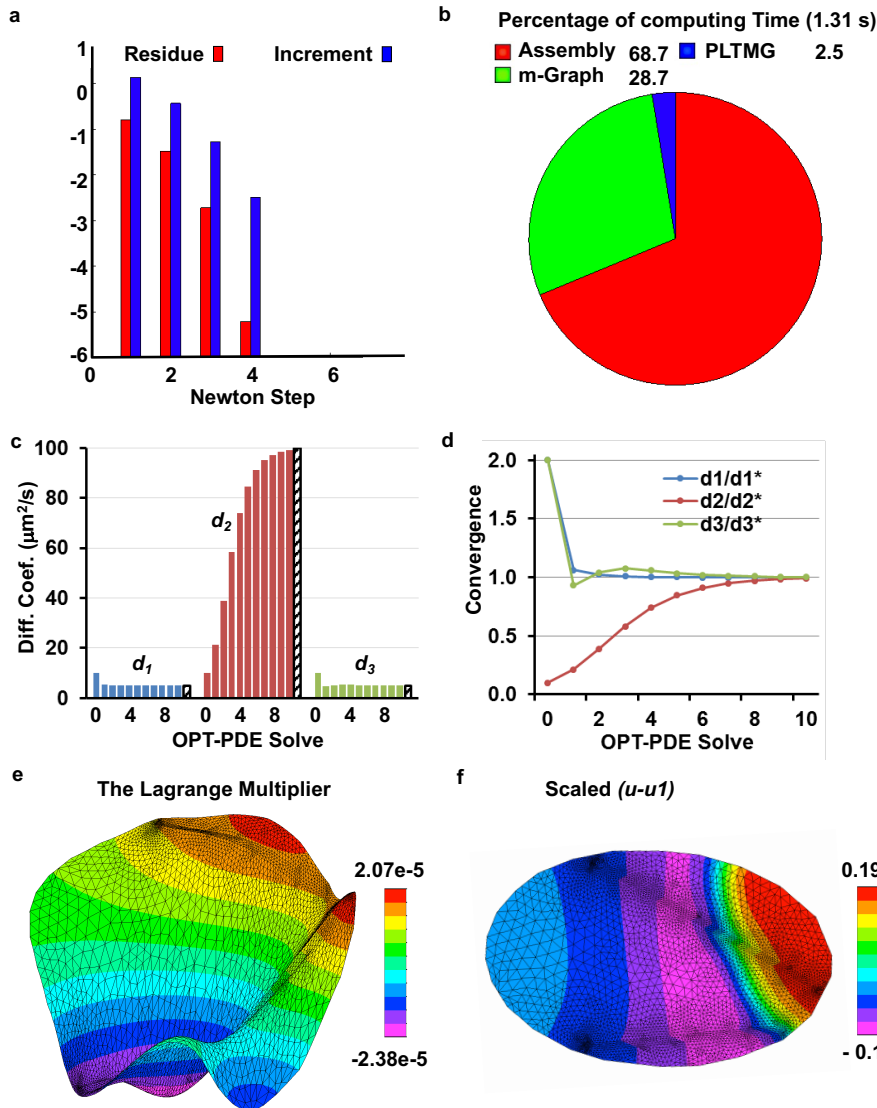 a
Residue Increment
1
0
-1
-2
-3
-4
-5
-6
0 2 4 6
Newton Step
b
Percentage of computing Time (1.31 s)
Assembly 68.7 PLTMG 2.5
m-Graph 28.7
c
100
80
60
40
20
0
Diff. Coef. (µm²/s)
d1
d2
d3
0 4 8 0 4 8 0 4 8
OPT-PDE Solve
d
2.0
1.5
1.0
0.5
0.0
Convergence
d1/d1*
d2/d2*
d3/d3*
0 2 4 6 8 10
OPT-PDE Solve
e
The Lagrange Multiplier
2.07e-5
-2.38e-5
f
Scaled (u-u1)
0.19
- 0.1